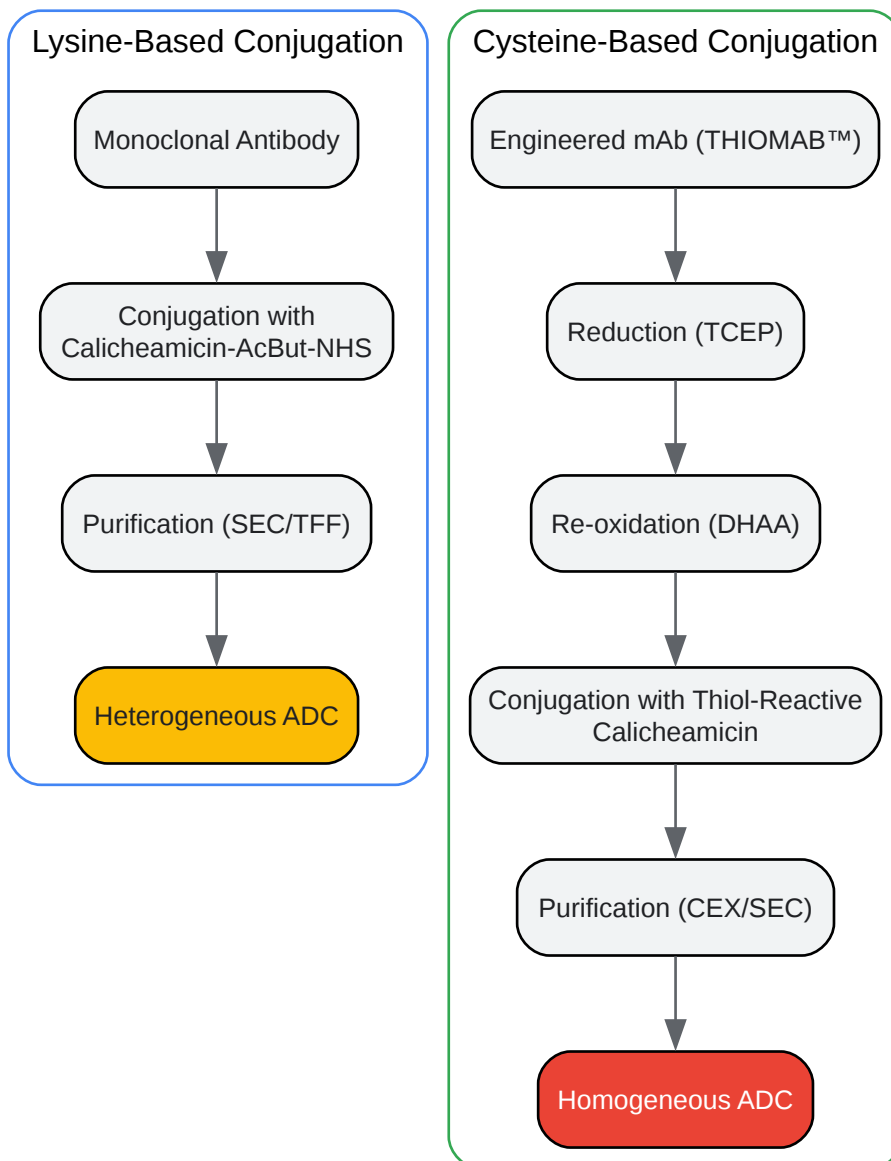 Lysine-Based Conjugation
Monoclonal Antibody
Conjugation with
Calicheamicin-AcBut-NHS
Purification (SEC/TFF)
Heterogeneous ADC
Cysteine-Based Conjugation
Engineered mAb (THIOMAB™)
Reduction (TCEP)
Re-oxidation (DHAA)
Conjugation with Thiol-Reactive
Calicheamicin
Purification (CEX/SEC)
Homogeneous ADC